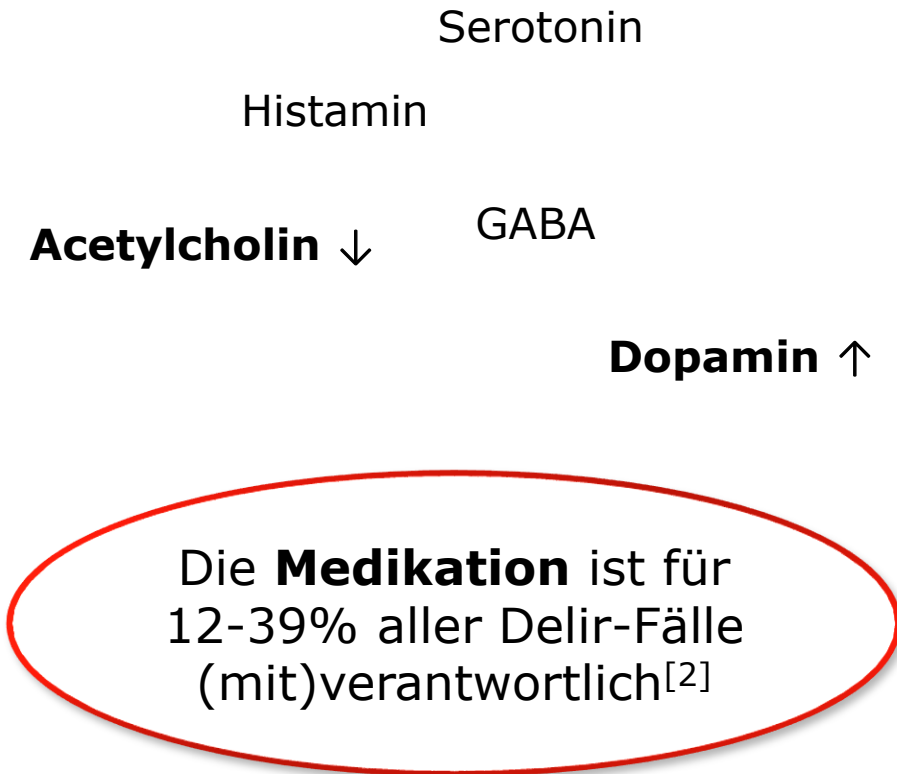 Serotonin
Histamin
GABA
Acetylcholin ↓
Dopamin ↑
Die Medikation ist für
12-39% aller Delir-Fälle
(mit)verantwortlich[2]